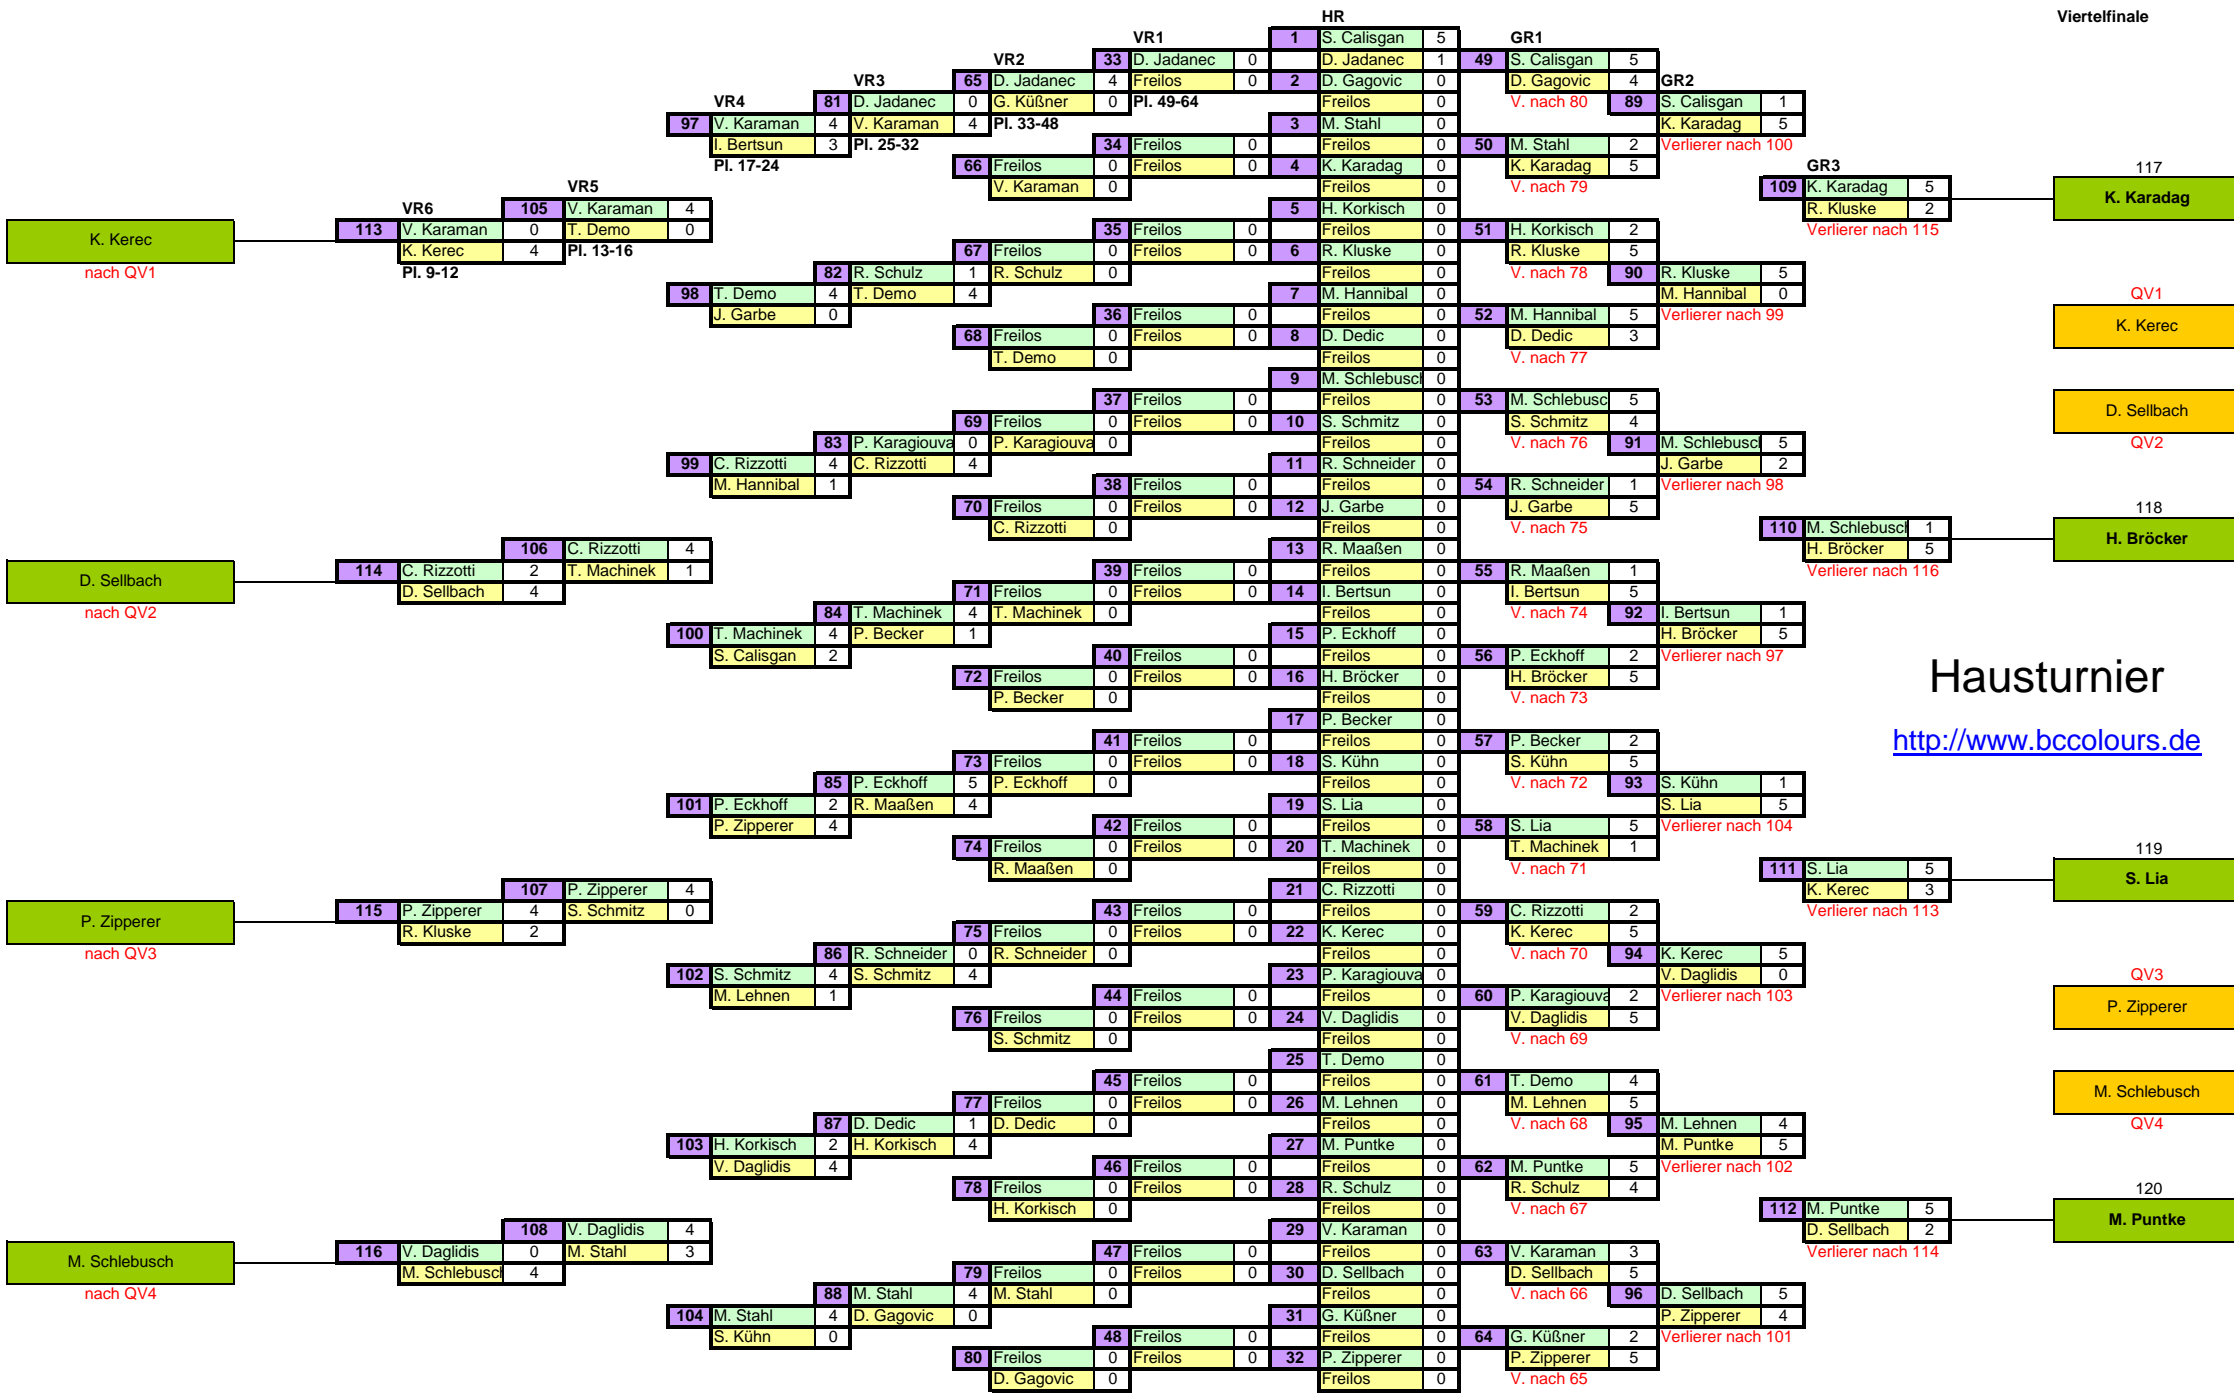 HR Viertelfinale
VR1 1 S. Calisgan 5 GR1
VR2 33 D. Jadanec 0 D. Jadanec 1 49 S. Calisgan 5
VR3 65 D. Jadanec 4 Freilos 0 2 D. Gagovic 0 D. Gagovic 4 GR2
VR4 81 D. Jadanec 0 G. Küßner 0 Pl. 49-64 Freilos 0 V. nach 80 89 S. Calisgan 1
97 V. Karaman 4 V. Karaman 4 Pl. 33-48 3 M. Stahl 0 K. Karadag 5
I. Bertsun 3 Pl. 25-32 34 Freilos 0 Freilos 0 50 M. Stahl 2 Verlierer nach 100
Pl. 17-24 66 Freilos 0 Freilos 0 4 K. Karadag 0 K. Karadag 5 GR3 117
VR5 V. Karaman 0 Freilos 0 V. nach 79 109 K. Karadag 5 K. Karadag
VR6 105 V. Karaman 4 5 H. Korkisch 0 R. Kluske 2
K. Kerec 113 V. Karaman 0 T. Demo 0 35 Freilos 0 Freilos 0 51 H. Korkisch 2 Verlierer nach 115
K. Kerec 4 Pl. 13-16 67 Freilos 0 Freilos 0 6 R. Kluske 0 R. Kluske 5
nach QV1 Pl. 9-12 82 R. Schulz 1 R. Schulz 0 Freilos 0 V. nach 78 90 R. Kluske 5
98 T. Demo 4 T. Demo 4 7 M. Hannibal 0 M. Hannibal 0 QV1
J. Garbe 0 36 Freilos 0 Freilos 0 52 M. Hannibal 5 Verlierer nach 99 K. Kerec
68 Freilos 0 Freilos 0 8 D. Dedic 0 D. Dedic 3
T. Demo 0 Freilos 0 V. nach 77
9 M. Schlebusch 0
37 Freilos 0 Freilos 0 53 M. Schlebusc 5 D. Sellbach
69 Freilos 0 Freilos 0 10 S. Schmitz 0 S. Schmitz 4
83 P. Karagiouva 0 P. Karagiouva 0 Freilos 0 V. nach 76 91 M. Schlebusch 5 QV2
99 C. Rizzotti 4 C. Rizzotti 4 11 R. Schneider 0 J. Garbe 2
M. Hannibal 1 38 Freilos 0 Freilos 0 54 R. Schneider 1 Verlierer nach 98
70 Freilos 0 Freilos 0 12 J. Garbe 0 J. Garbe 5 118
C. Rizzotti 0 Freilos 0 V. nach 75 110 M. Schlebusch 1 H. Bröcker
106 C. Rizzotti 4 13 R. Maaßen 0 H. Bröcker 5
D. Sellbach 114 C. Rizzotti 2 T. Machinek 1 39 Freilos 0 Freilos 0 55 R. Maaßen 1 Verlierer nach 116
D. Sellbach 4 71 Freilos 0 Freilos 0 14 I. Bertsun 0 I. Bertsun 5
nach QV2 84 T. Machinek 4 T. Machinek 0 Freilos 0 V. nach 74 92 I. Bertsun 1
100 T. Machinek 4 P. Becker 1 15 P. Eckhoff 0 H. Bröcker 5
S. Calisgan 2 40 Freilos 0 Freilos 0 56 P. Eckhoff 2 Verlierer nach 97
72 Freilos 0 Freilos 0 16 H. Bröcker 0 H. Bröcker 5 Hausturnier
P. Becker 0 Freilos 0 V. nach 73
17 P. Becker 0
41 Freilos 0 Freilos 0 57 P. Becker 2 http://www.bccolours.de
73 Freilos 0 Freilos 0 18 S. Kühn 0 S. Kühn 5
85 P. Eckhoff 5 P. Eckhoff 0 Freilos 0 V. nach 72 93 S. Kühn 1
101 P. Eckhoff 2 R. Maaßen 4 19 S. Lia 0 S. Lia 5
P. Zipperer 4 42 Freilos 0 Freilos 0 58 S. Lia 5 Verlierer nach 104
74 Freilos 0 Freilos 0 20 T. Machinek 0 T. Machinek 1 119
R. Maaßen 0 Freilos 0 V. nach 71 111 S. Lia 5 S. Lia
107 P. Zipperer 4 21 C. Rizzotti 0 K. Kerec 3
P. Zipperer 115 P. Zipperer 4 S. Schmitz 0 43 Freilos 0 Freilos 0 59 C. Rizzotti 2 Verlierer nach 113
R. Kluske 2 75 Freilos 0 Freilos 0 22 K. Kerec 0 K. Kerec 5
nach QV3 86 R. Schneider 0 R. Schneider 0 Freilos 0 V. nach 70 94 K. Kerec 5
102 S. Schmitz 4 S. Schmitz 4 23 P. Karagiouva 0 V. Daglidis 0 QV3
M. Lehnen 1 44 Freilos 0 Freilos 0 60 P. Karagiouva 2 Verlierer nach 103 P. Zipperer
76 Freilos 0 Freilos 0 24 V. Daglidis 0 V. Daglidis 5
S. Schmitz 0 Freilos 0 V. nach 69
25 T. Demo 0
45 Freilos 0 Freilos 0 61 T. Demo 4 M. Schlebusch
77 Freilos 0 Freilos 0 26 M. Lehnen 0 M. Lehnen 5
87 D. Dedic 1 D. Dedic 0 Freilos 0 V. nach 68 95 M. Lehnen 4 QV4
103 H. Korkisch 2 H. Korkisch 4 27 M. Puntke 0 M. Puntke 5
V. Daglidis 4 46 Freilos 0 Freilos 0 62 M. Puntke 5 Verlierer nach 102
78 Freilos 0 Freilos 0 28 R. Schulz 0 R. Schulz 4 120
H. Korkisch 0 Freilos 0 V. nach 67 112 M. Puntke 5 M. Puntke
108 V. Daglidis 4 29 V. Karaman 0 D. Sellbach 2
M. Schlebusch 116 V. Daglidis 0 M. Stahl 3 47 Freilos 0 Freilos 0 63 V. Karaman 3 Verlierer nach 114
M. Schlebusch 4 79 Freilos 0 Freilos 0 30 D. Sellbach 0 D. Sellbach 5
nach QV4 88 M. Stahl 4 M. Stahl 0 Freilos 0 V. nach 66 96 D. Sellbach 5
104 M. Stahl 4 D. Gagovic 0 31 G. Küßner 0 P. Zipperer 4
S. Kühn 0 48 Freilos 0 Freilos 0 64 G. Küßner 2 Verlierer nach 101
80 Freilos 0 Freilos 0 32 P. Zipperer 0 P. Zipperer 5
D. Gagovic 0 Freilos 0 V. nach 65